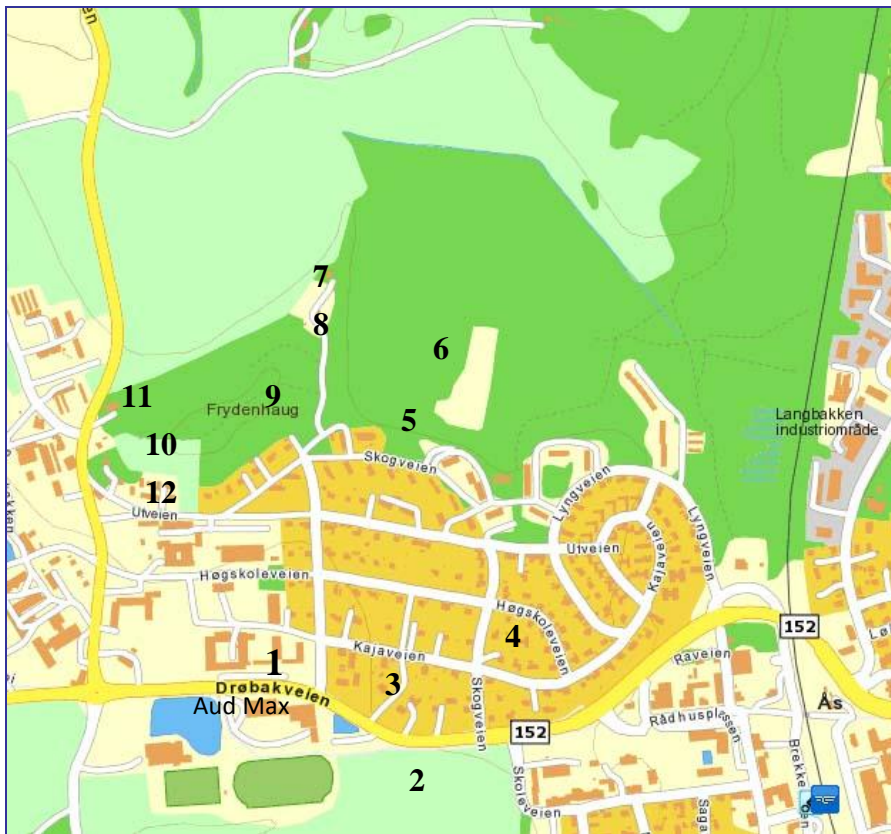 7
8
6
11
9
Frydenhaug
5
10
Langbakken
industriområde
Skogveien
12
Lyngveien
Utveien
Utveien
Kajaveien
Lyngveien
Høgskoleveien
Høgskoleveien
152
4
1
Kajaveien
Raveien
3
Drøbakveien
Skogveien
Ås
Aud Max
Rådhusplassen
152
2
Skoleveien